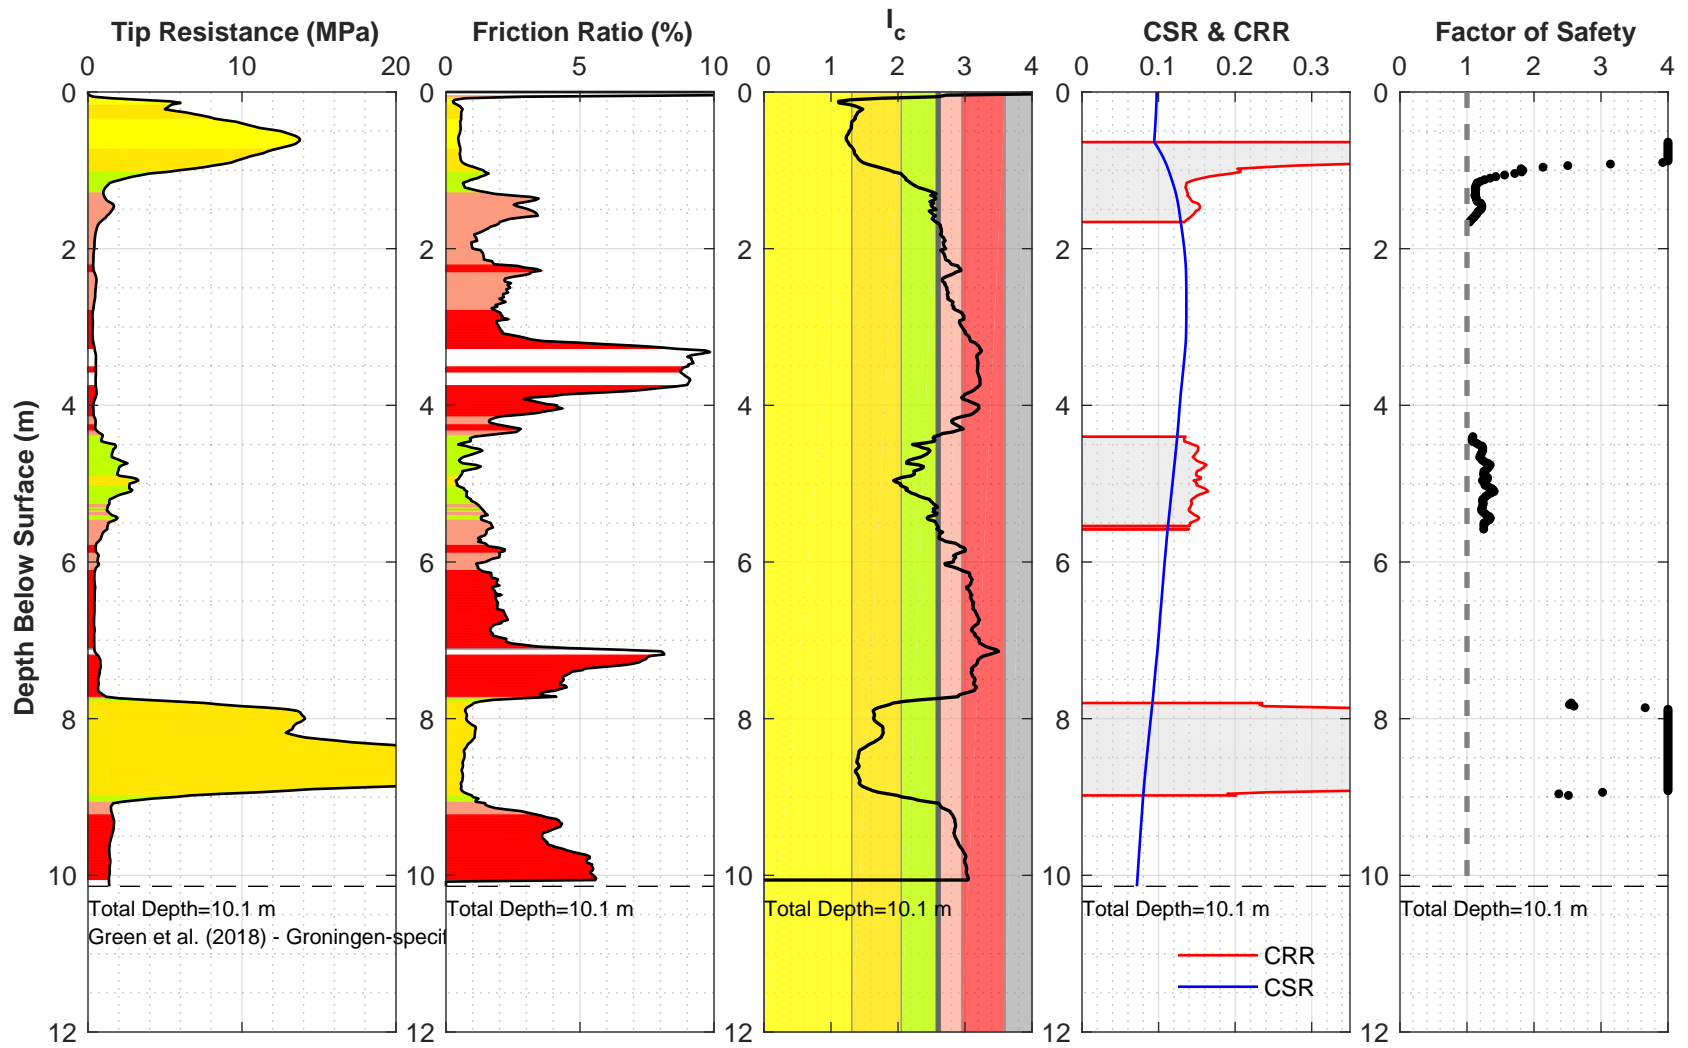 Tip Resistance (MPa)
0 10 20
Friction Ratio (%)
0 5 10
I_c
0 1 2 3 4
CSR & CRR
0 0.1 0.2 0.3
Factor of Safety
0 1 2 3 4
Depth Below Surface (m)
0 0 0 0 0
2 2 2 2 2
4 4 4 4 4
6 6 6 6 6
8 8 8 8 8
10 10 10 10 10
12 12 12 12 12
Total Depth=10.1 m
Green et al. (2018) - Groningen-specif
Total Depth=10.1 m
Total Depth=10.1 m
Total Depth=10.1 m
CRR
CSR
Total Depth=10.1 m